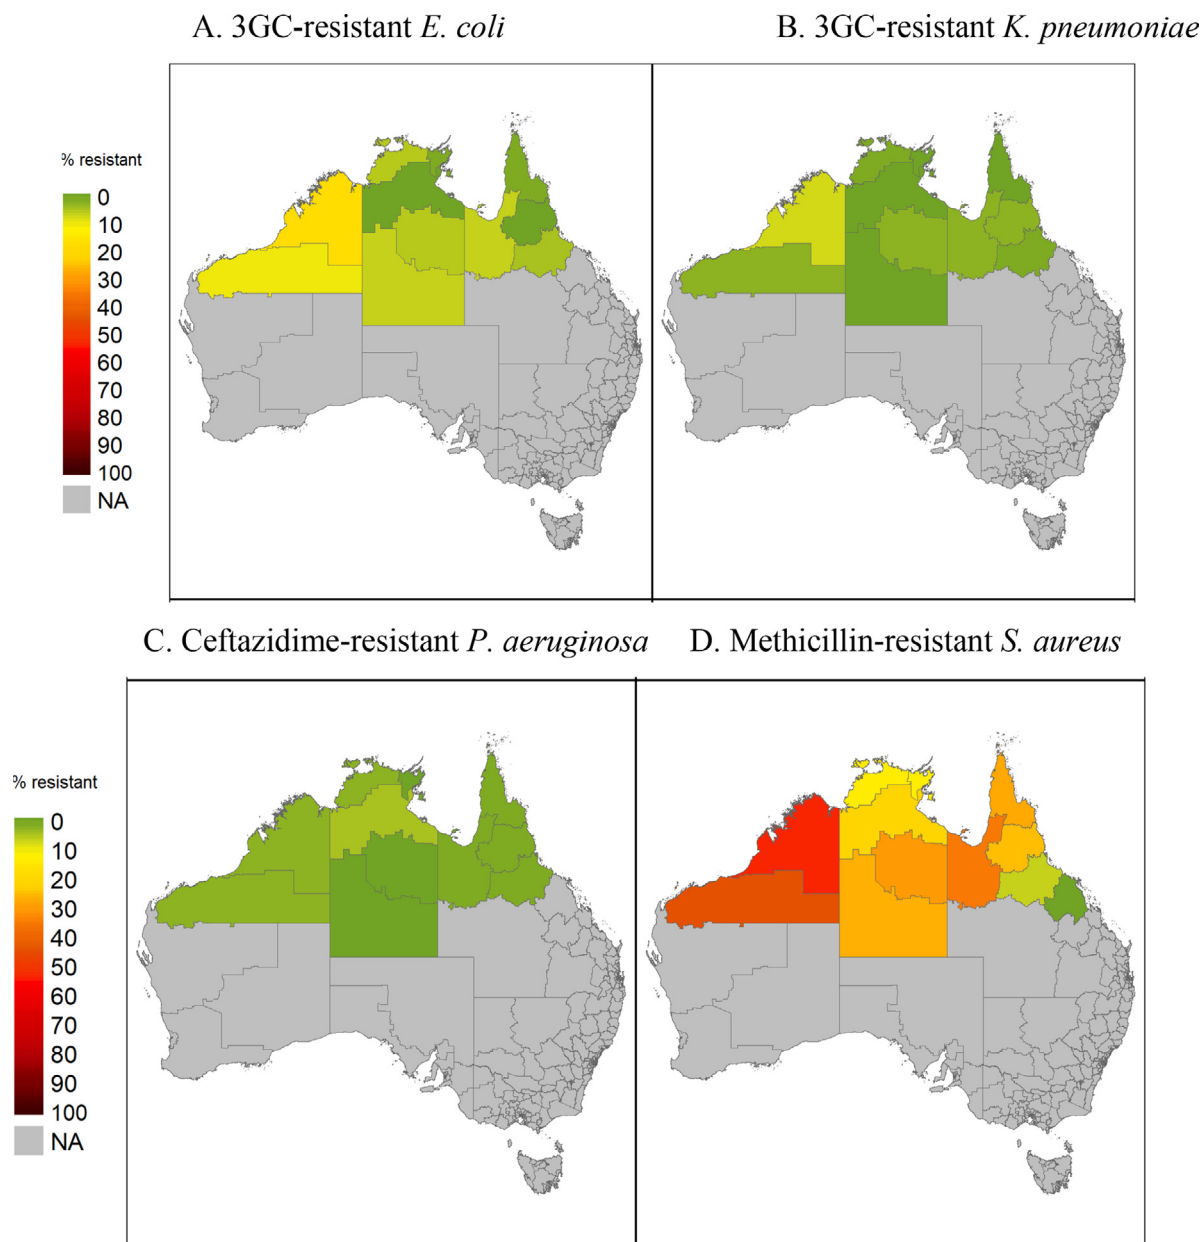 A. 3GC-resistant E. coli
B. 3GC-resistant K. pneumoniae
% resistant
0
10
20
30
40
50
60
70
80
90
100
NA
C. Ceftazidime-resistant P. aeruginosa
D. Methicillin-resistant S. aureus
% resistant
0
10
20
30
40
50
60
70
80
90
100
NA